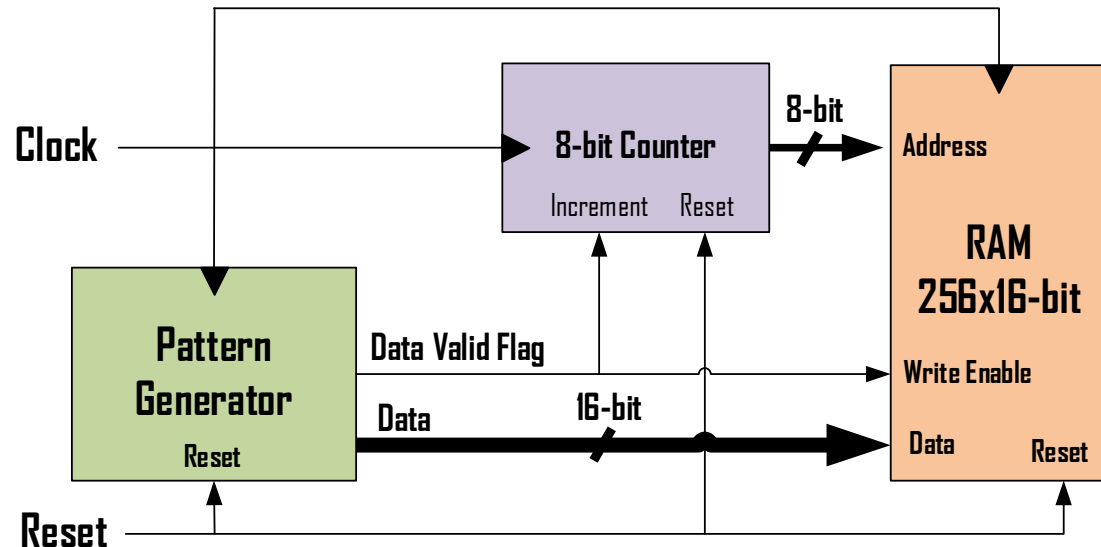 8-bit
Clock
8-bit Counter
Address
Increment
Reset
RAM
256x16-bit
Pattern
Generator
Data Valid Flag
Write Enable
16-bit
Data
Data
Reset
Reset
Reset